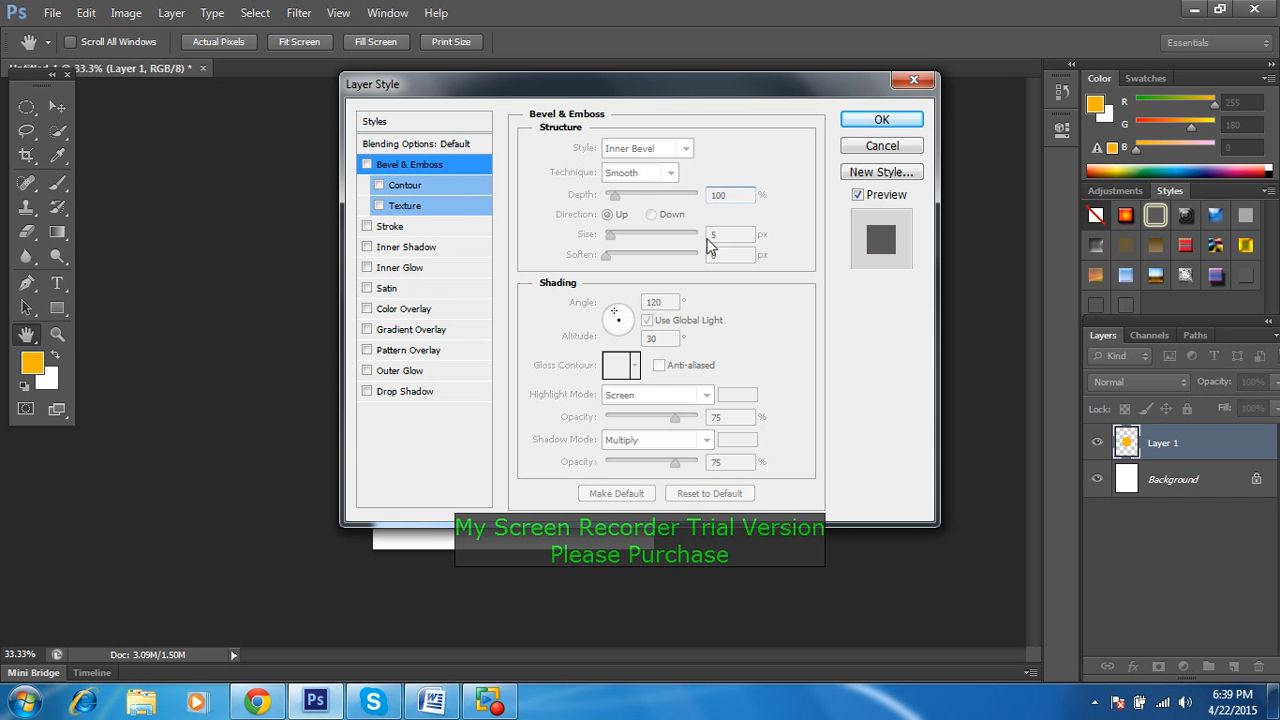 Ps File Edit Image Layer Type Select Filter View Window Help
Scroll All Windows Actual Pixels Fit Screen Fill Screen Print Size Essentials
Untitled-1 @ 33.3% (Layer 1, RGB/8) *
Layer Style
Styles
Blending Options: Default
Bevel & Emboss
Contour
Texture
Stroke
Inner Shadow
Inner Glow
Satin
Color Overlay
Gradient Overlay
Pattern Overlay
Outer Glow
Drop Shadow
Bevel & Emboss
Structure
Style: Inner Bevel
Technique: Smooth
Depth: 100 %
Direction: Up Down
Size: 5 px
Soften: px
Shading
Angle: 120 °
Use Global Light
Altitude: 30 °
Gloss Contour: Anti-aliased
Highlight Mode: Screen
Opacity: 75 %
Shadow Mode: Multiply
Opacity: 75 %
Make Default Reset to Default
OK
Cancel
New Style...
Preview
Color Swatches
R 255
G 180
B 0
Adjustments Styles
Layers Channels Paths
Kind T
Normal Opacity: 100%
Lock: Fill: 100%
Layer 1
Background
fx
My Screen Recorder Trial Version
Please Purchase
33.33% Doc: 3.09M/1.50M
Mini Bridge Timeline
Ps
6:39 PM
4/22/2015